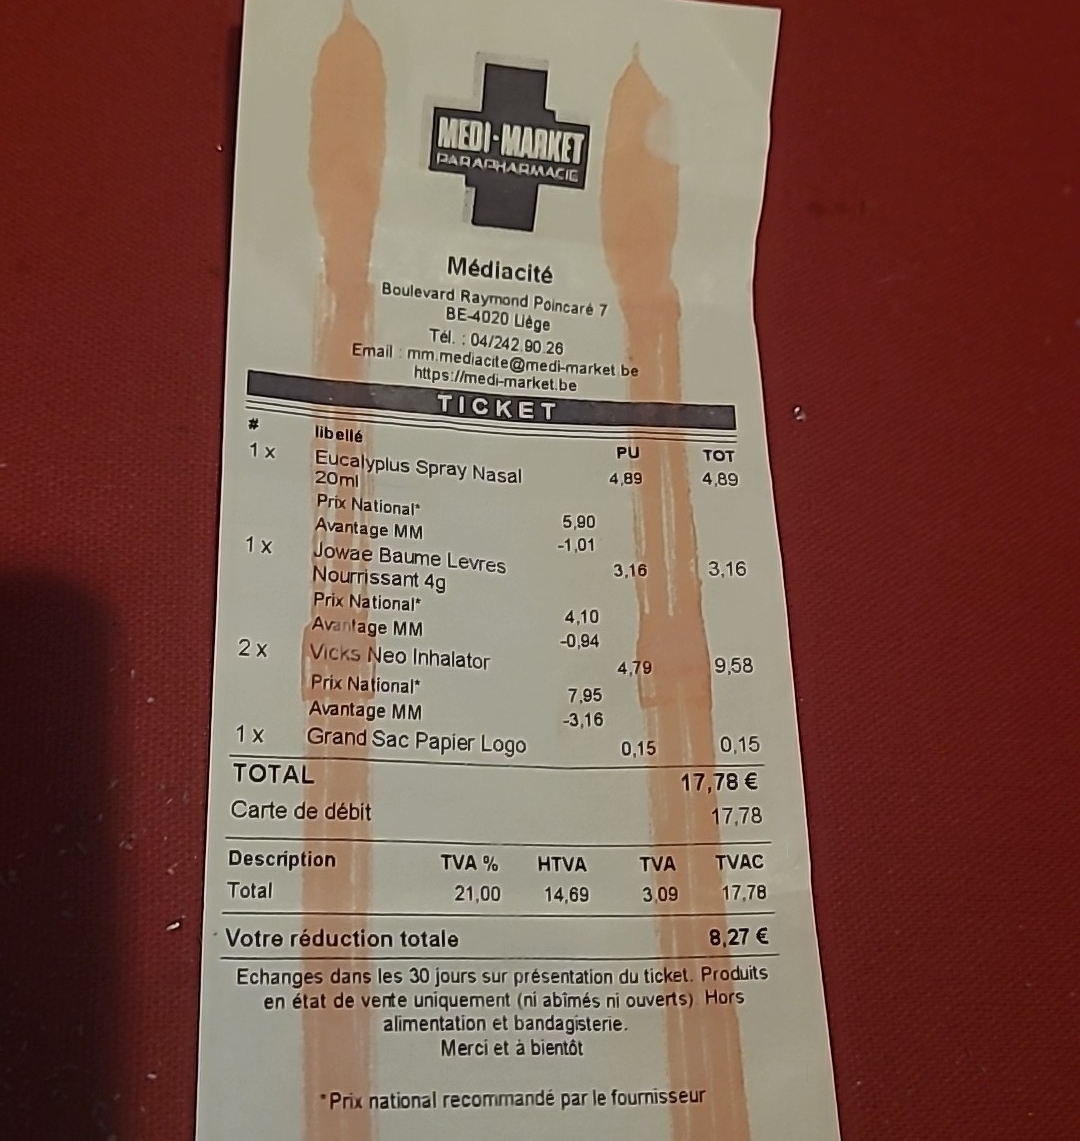 MEDI-MARKET
PARAPHARMACIE
Médiacité
Boulevard Raymond Poincaré 7
BE-4020 Liège
Tél. : 04/242.90.26
Email : mm.mediacite@medi-market.be
https://medi-market.be
TICKET
# libellé PU TOT
1 x Eucalyplus Spray Nasal 4,89 4,89
20ml
Prix National* 5,90
Avantage MM -1,01
1 x Jowae Baume Levres 3,16 3,16
Nourrissant 4g
Prix National* 4,10
Avantage MM -0,94
2 x Vicks Neo Inhalator 4,79 9,58
Prix National* 7,95
Avantage MM -3,16
1 x Grand Sac Papier Logo 0,15 0,15
TOTAL 17,78 €
Carte de débit 17,78
Description TVA % HTVA TVA TVAC
Total 21,00 14,69 3,09 17,78
Votre réduction totale 8,27 €
Echanges dans les 30 jours sur présentation du ticket. Produits
en état de vente uniquement (ni abîmés ni ouverts). Hors
alimentation et bandagisterie.
Merci et à bientôt
*Prix national recommandé par le fournisseur